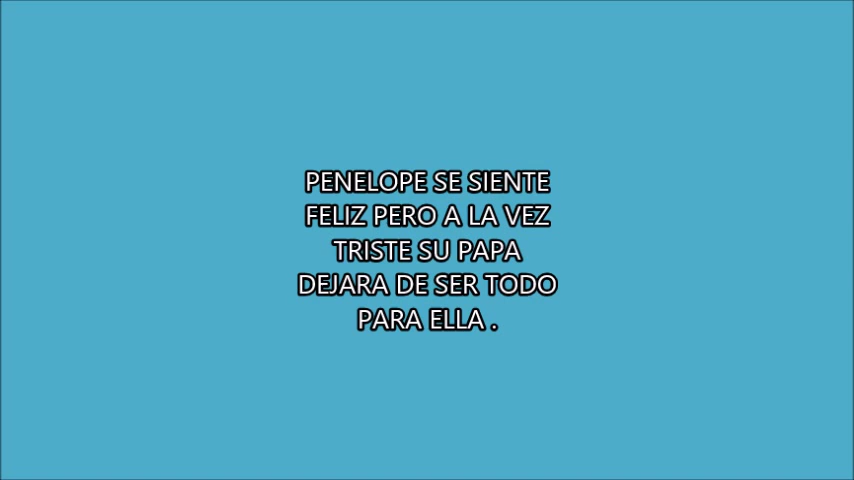 PENELOPE SE SIENTE
FELIZ PERO A LA VEZ
TRISTE SU PAPA
DEJARA DE SER TODO
PARA ELLA .